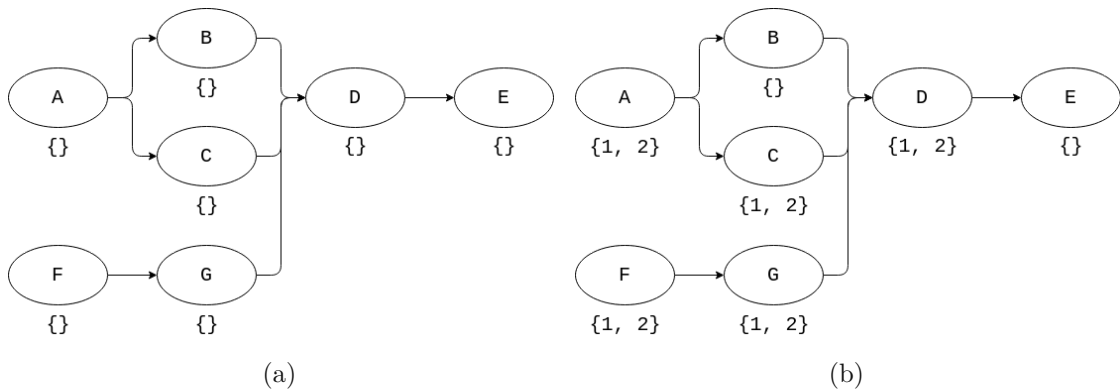 B
B
A
D
E
A
D
E
{}
{}
{}
{}
{}
{1, 2}
{1, 2}
{}
C
C
{}
{1, 2}
F
G
F
G
{}
{}
{1, 2}
{1, 2}
(a)
(b)